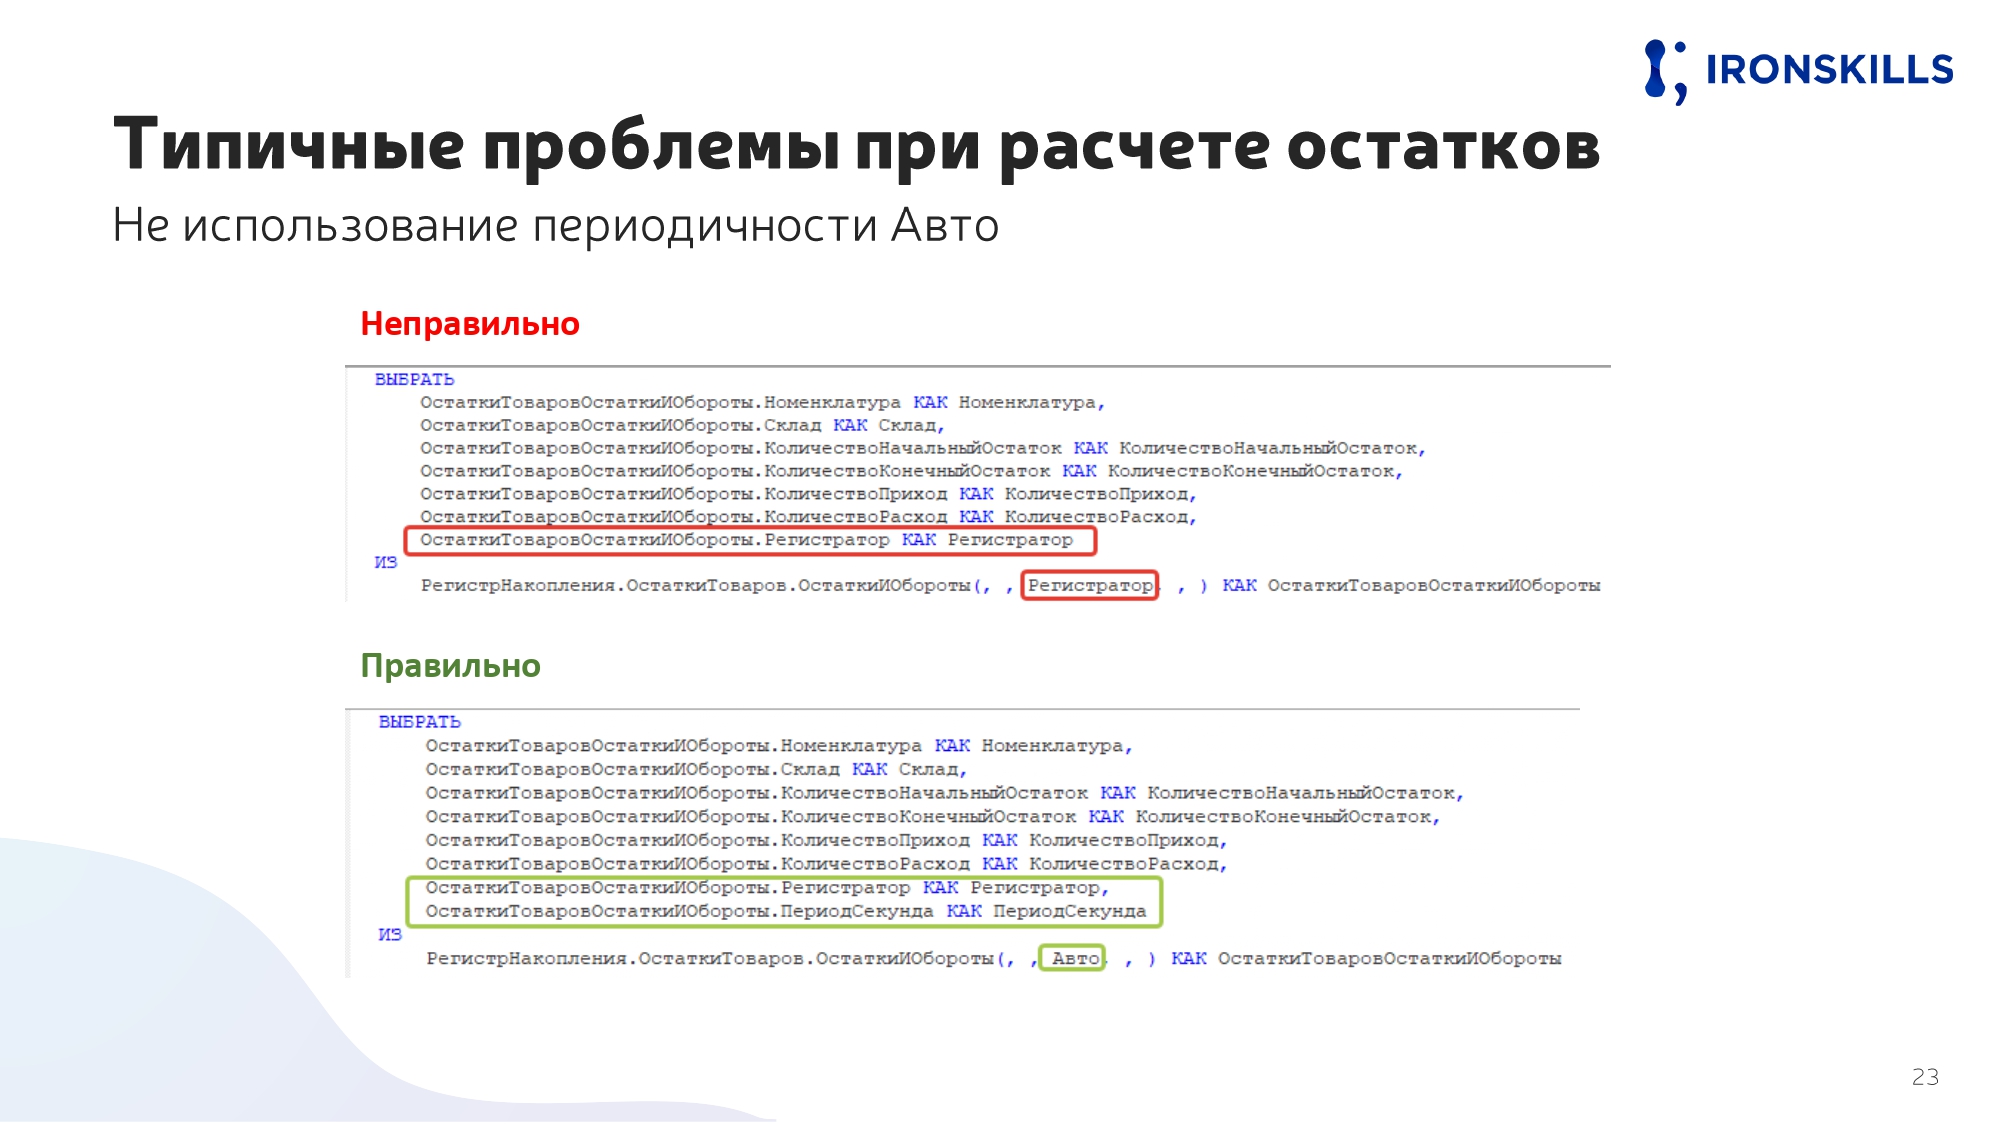 IRONSKILLS
Типичные проблемы при расчете остатков
Не использование периодичности Авто
Неправильно
ВЫБРАТЬ
ОстаткиТоваровОстаткиИОбороты.Номенклатура КАК Номенклатура,
ОстаткиТоваровОстаткиИОбороты.Склад КАК Склад,
ОстаткиТоваровОстаткиИОбороты.КоличествоНачальныйОстаток КАК КоличествоНачальныйОстаток,
ОстаткиТоваровОстаткиИОбороты.КоличествоКонечныйОстаток КАК КоличествоКонечныйОстаток,
ОстаткиТоваровОстаткиИОбороты.КоличествоПриход КАК КоличествоПриход,
ОстаткиТоваровОстаткиИОбороты.КоличествоРасход КАК КоличествоРасход,
ОстаткиТоваровОстаткиИОбороты.Регистратор КАК Регистратор
ИЗ
РегистрНакопления.ОстаткиТоваров.ОстаткиИОбороты(, , Регистратор, , ) КАК ОстаткиТоваровОстаткиИОбороты
Правильно
ВЫБРАТЬ
ОстаткиТоваровОстаткиИОбороты.Номенклатура КАК Номенклатура,
ОстаткиТоваровОстаткиИОбороты.Склад КАК Склад,
ОстаткиТоваровОстаткиИОбороты.КоличествоНачальныйОстаток КАК КоличествоНачальныйОстаток,
ОстаткиТоваровОстаткиИОбороты.КоличествоКонечныйОстаток КАК КоличествоКонечныйОстаток,
ОстаткиТоваровОстаткиИОбороты.КоличествоПриход КАК КоличествоПриход,
ОстаткиТоваровОстаткиИОбороты.КоличествоРасход КАК КоличествоРасход,
ОстаткиТоваровОстаткиИОбороты.Регистратор КАК Регистратор,
ОстаткиТоваровОстаткиИОбороты.ПериодСекунда КАК ПериодСекунда
ИЗ
РегистрНакопления.ОстаткиТоваров.ОстаткиИОбороты(, , Авто, , ) КАК ОстаткиТоваровОстаткиИОбороты
23